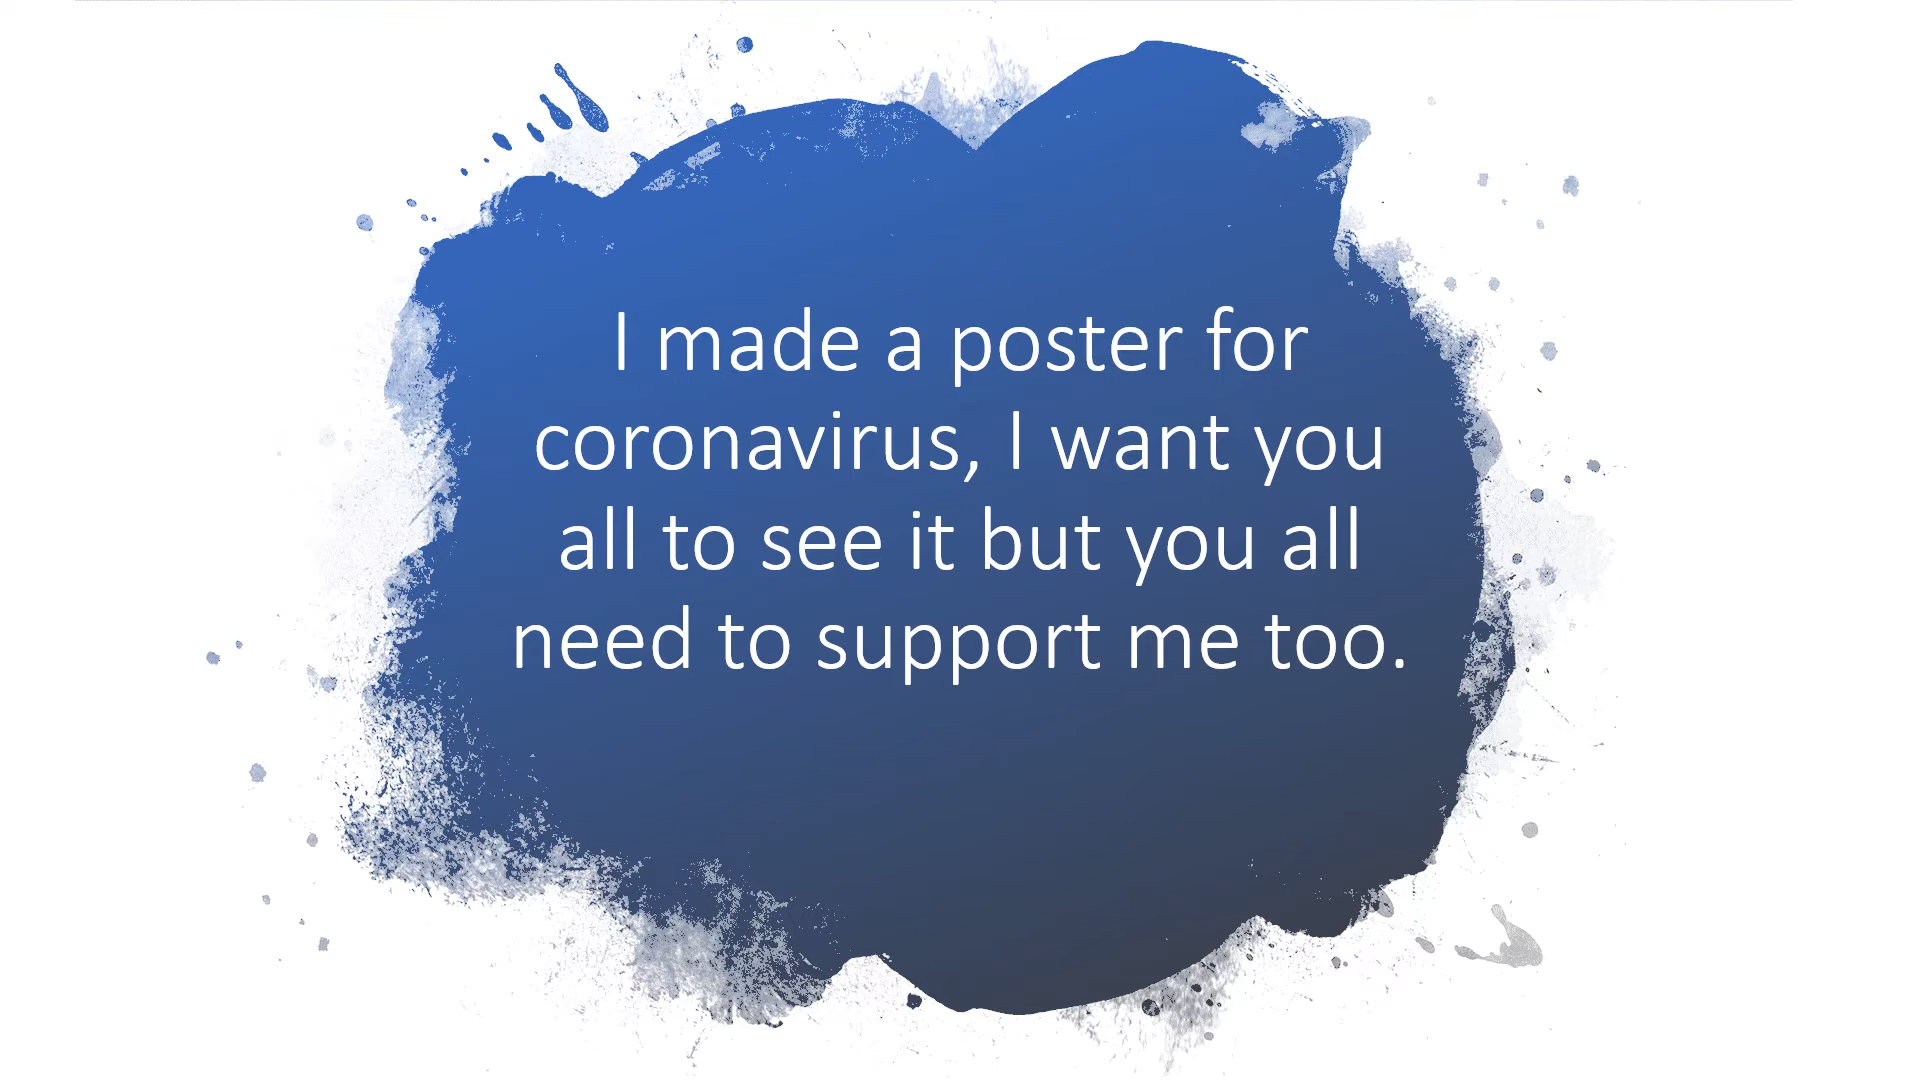 I made a poster for
coronavirus, I want you
all to see it but you all
need to support me too.